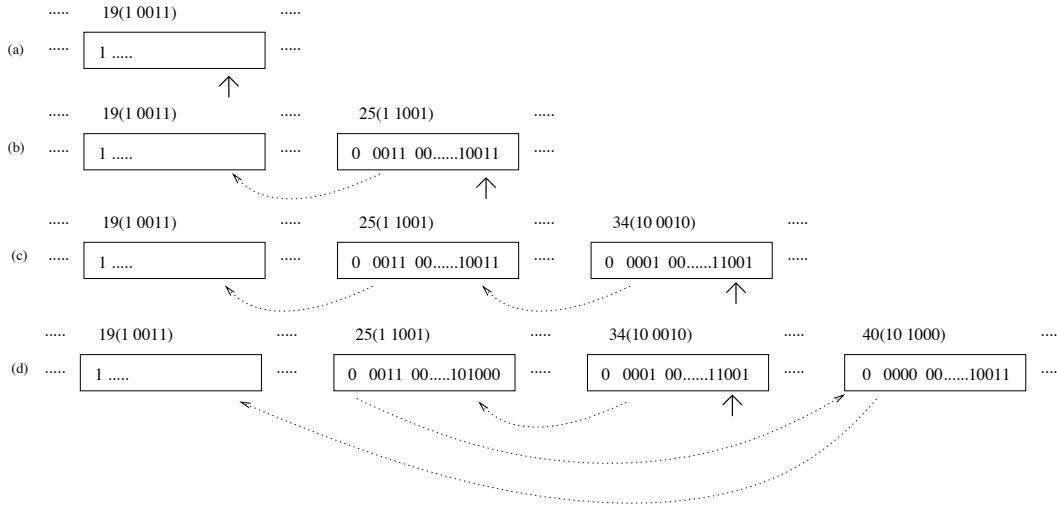 ..... 19(1 0011) .....
(a) ..... 1 ..... .....
..... 19(1 0011) ..... 25(1 1001) .....
(b) ..... 1 ..... ..... 0 0011 00......10011 .....
..... 19(1 0011) ..... 25(1 1001) ..... 34(10 0010) .....
(c) ..... 1 ..... ..... 0 0011 00......10011 ..... 0 0001 00......11001 .....
..... 19(1 0011) ..... 25(1 1001) ..... 34(10 0010) ..... 40(10 1000) .....
(d) ..... 1 ..... ..... 0 0011 00.....101000 ..... 0 0001 00......11001 ..... 0 0000 00......10011 .....